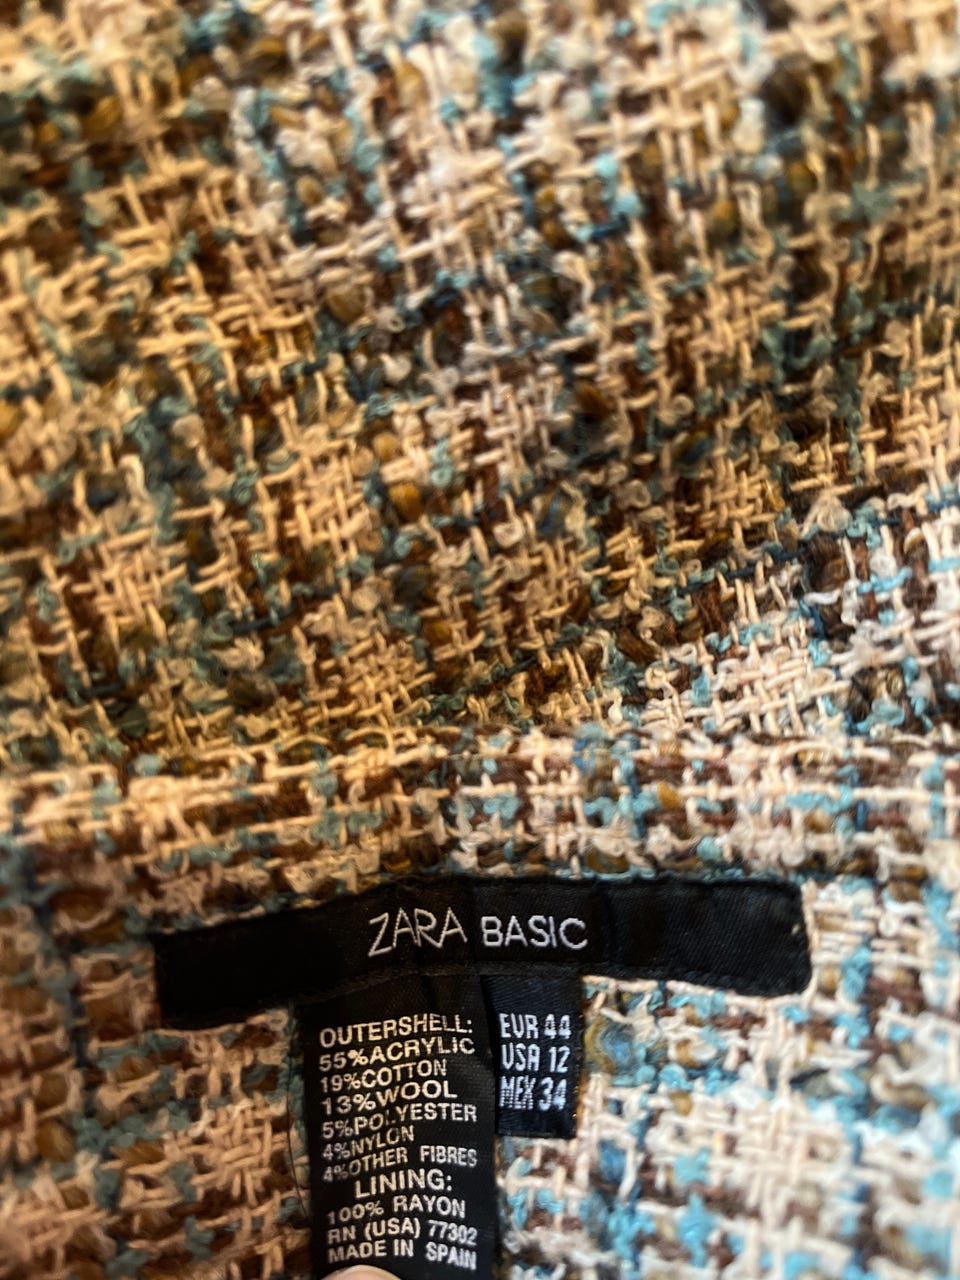 ZARA BASIC
OUTERSHELL:
55%ACRYLIC
19%COTTON
13%WOOL
5%POLYESTER
4%NYLON
4%OTHER FIBRES
LINING:
100% RAYON
RN (USA) 77302
MADE IN SPAIN
EUR 44
USA 12
MEX 34